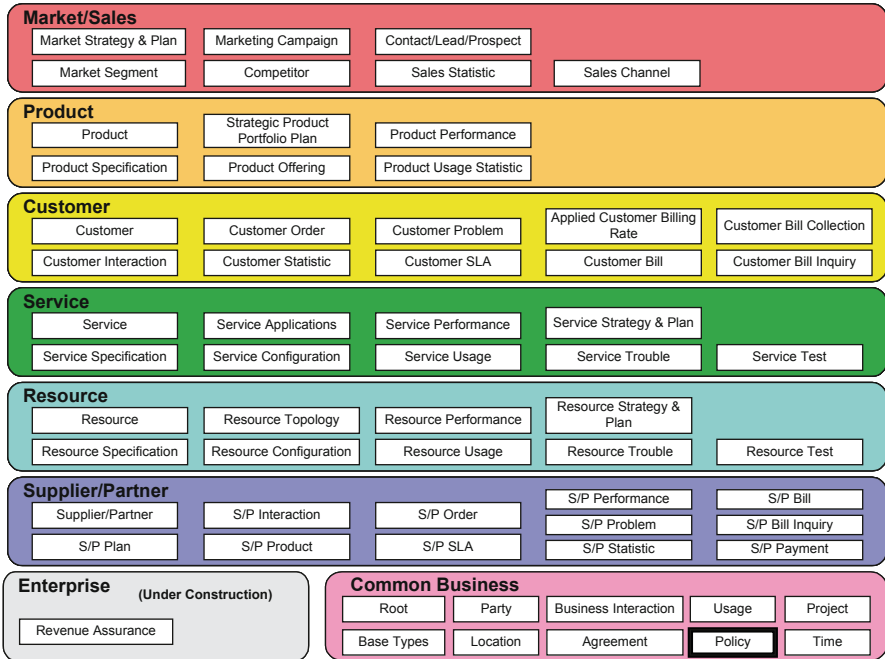 Market/Sales
Market Strategy & Plan
Marketing Campaign
Contact/Lead/Prospect
Market Segment
Competitor
Sales Statistic
Sales Channel
Product
Product
Strategic Product
Portfolio Plan
Product Performance
Product Specification
Product Offering
Product Usage Statistic
Customer
Customer
Customer Order
Customer Problem
Applied Customer Billing
Rate
Customer Bill Collection
Customer Interaction
Customer Statistic
Customer SLA
Customer Bill
Customer Bill Inquiry
Service
Service
Service Applications
Service Performance
Service Strategy & Plan
Service Specification
Service Configuration
Service Usage
Service Trouble
Service Test
Resource
Resource
Resource Topology
Resource Performance
Resource Strategy &
Plan
Resource Specification
Resource Configuration
Resource Usage
Resource Trouble
Resource Test
Supplier/Partner
Supplier/Partner
S/P Interaction
S/P Order
S/P Performance
S/P Bill
S/P Problem
S/P Bill Inquiry
S/P Plan
S/P Product
S/P SLA
S/P Statistic
S/P Payment
Enterprise
(Under Construction)
Revenue Assurance
Common Business
Root
Party
Business Interaction
Usage
Project
Base Types
Location
Agreement
Policy
Time